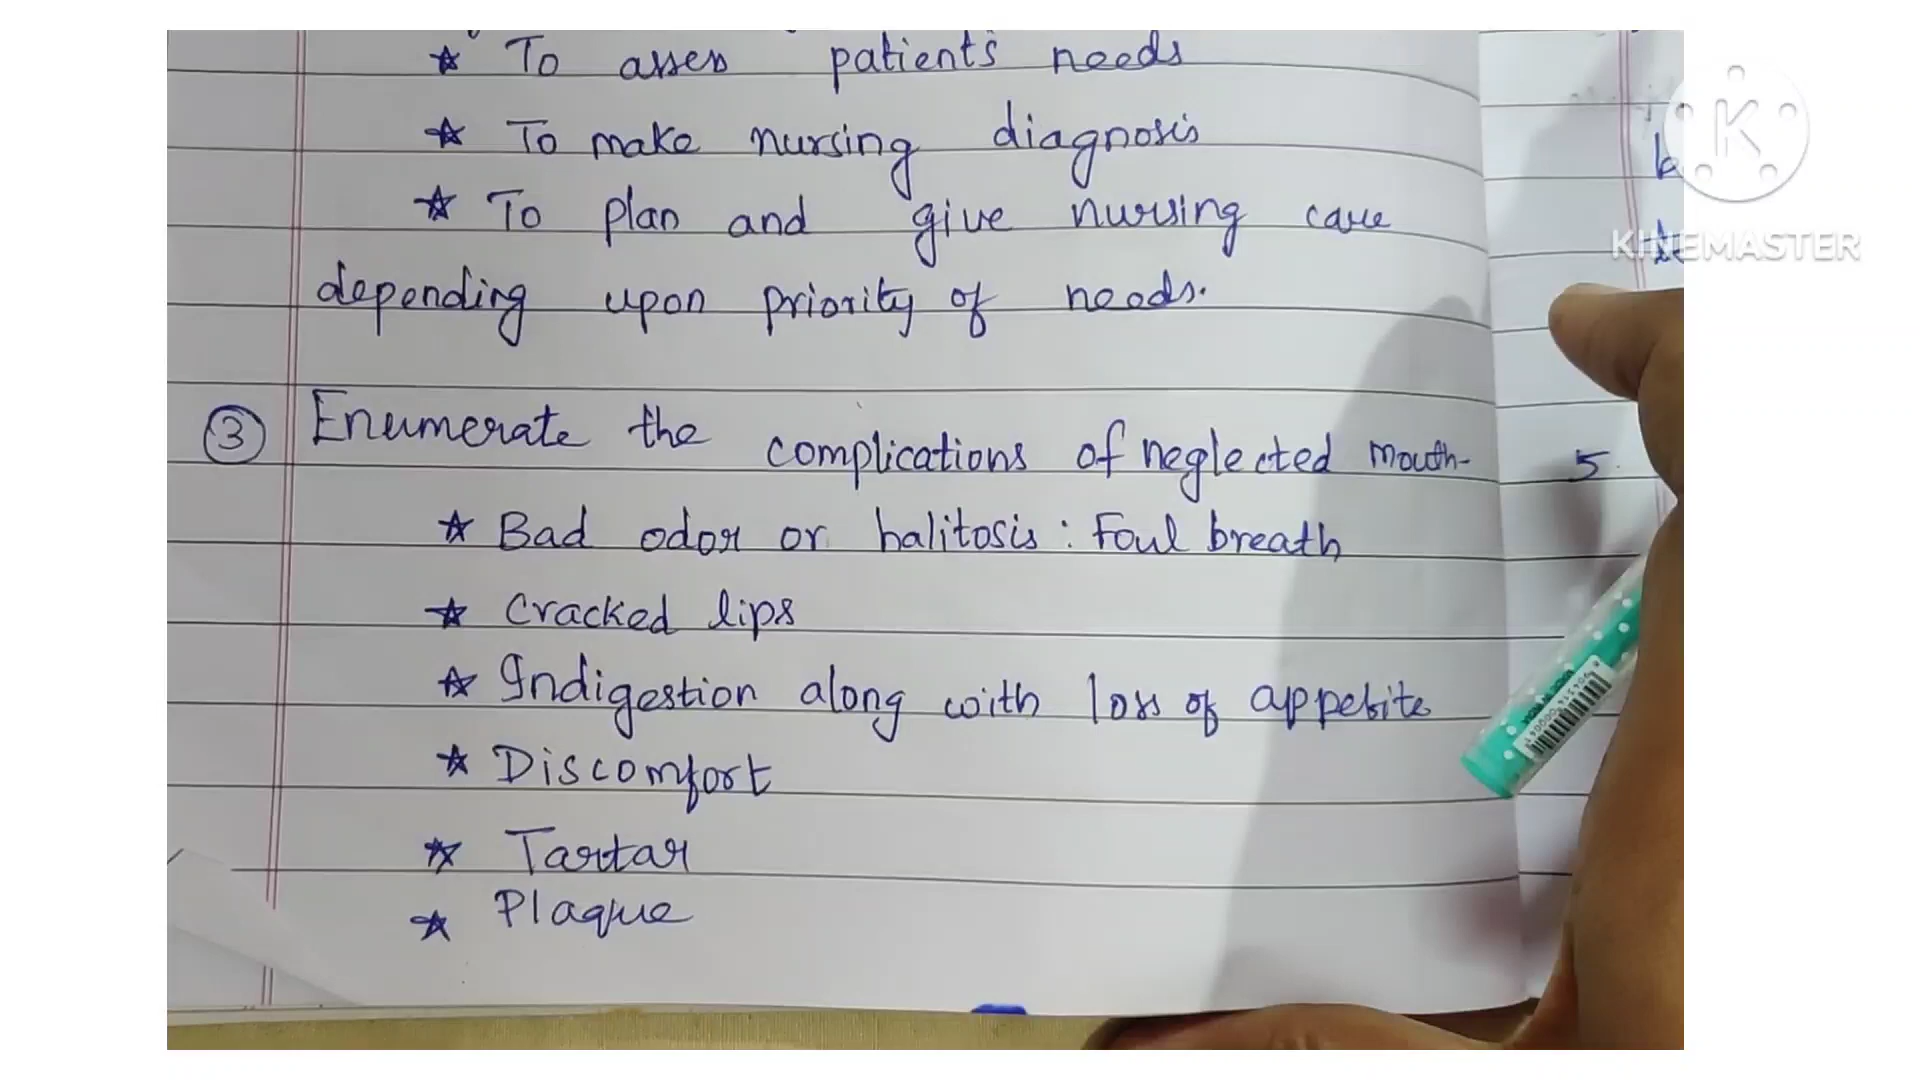 ★ To assess patient's needs
★ To make nursing diagnosis
★ To plan and give nursing care
depending upon priority of needs.
③ Enumerate the complications of neglected mouth-
★ Bad odor or halitosis : Foul breath
★ Cracked lips
★ Indigestion along with loss of appetite
★ Discomfort
★ Tartar
★ Plaque
5.
K
KINEMASTER